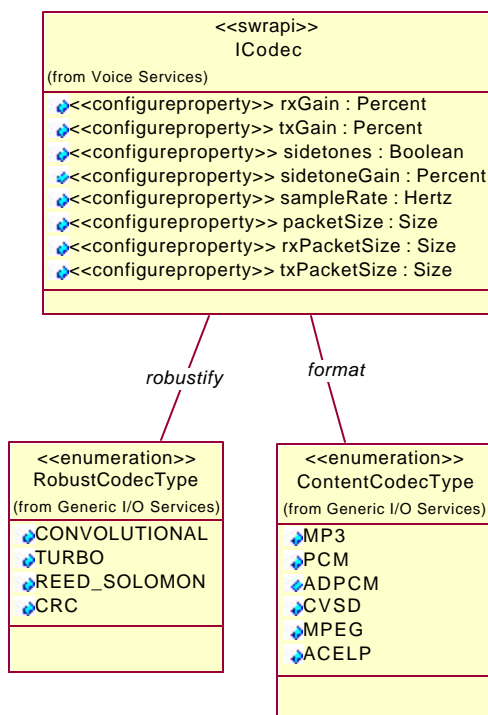 <<swrapi>>
ICodec
(from Voice Services)
<<configureproperty>> rxGain : Percent
<<configureproperty>> txGain : Percent
<<configureproperty>> sidetones : Boolean
<<configureproperty>> sidetoneGain : Percent
<<configureproperty>> sampleRate : Hertz
<<configureproperty>> packetSize : Size
<<configureproperty>> rxPacketSize : Size
<<configureproperty>> txPacketSize : Size
robustify
format
<<enumeration>>
RobustCodecType
(from Generic I/O Services)
CONVOLUTIONAL
TURBO
REED_SOLOMON
CRC
<<enumeration>>
ContentCodecType
(from Generic I/O Services)
MP3
PCM
ADPCM
CVSD
MPEG
ACELP